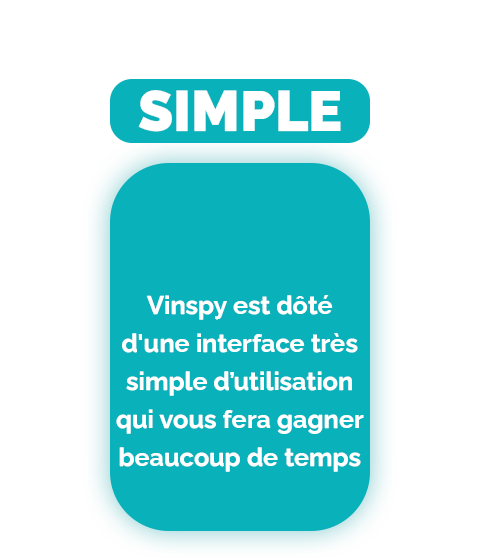 SIMPLE
Vinspy est dôté
d'une interface très
simple d’utilisation
qui vous fera gagner
beaucoup de temps